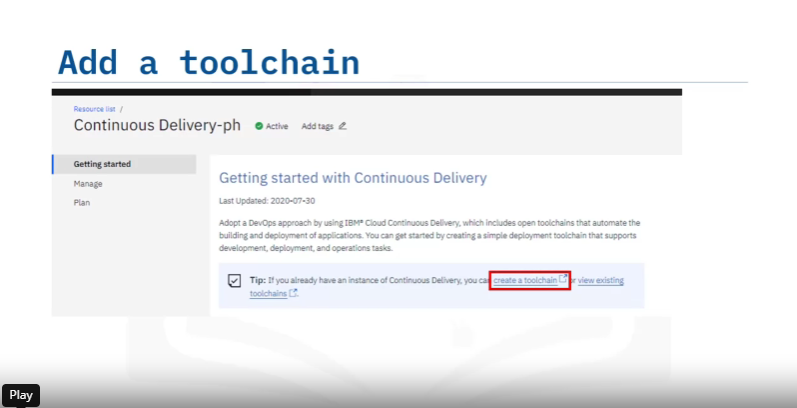 Add a toolchain
Resource list /
Continuous Delivery-ph Active Add tags
Getting started
Manage
Plan
Getting started with Continuous Delivery
Last Updated: 2020-07-30
Adopt a DevOps approach by using IBM® Cloud Continuous Delivery, which includes open toolchains that automate the
building and deployment of applications. You can get started by creating a simple deployment toolchain that supports
development, deployment, and operations tasks.
Tip: If you already have an instance of Continuous Delivery, you can create a toolchain or view existing
toolchains.
Play